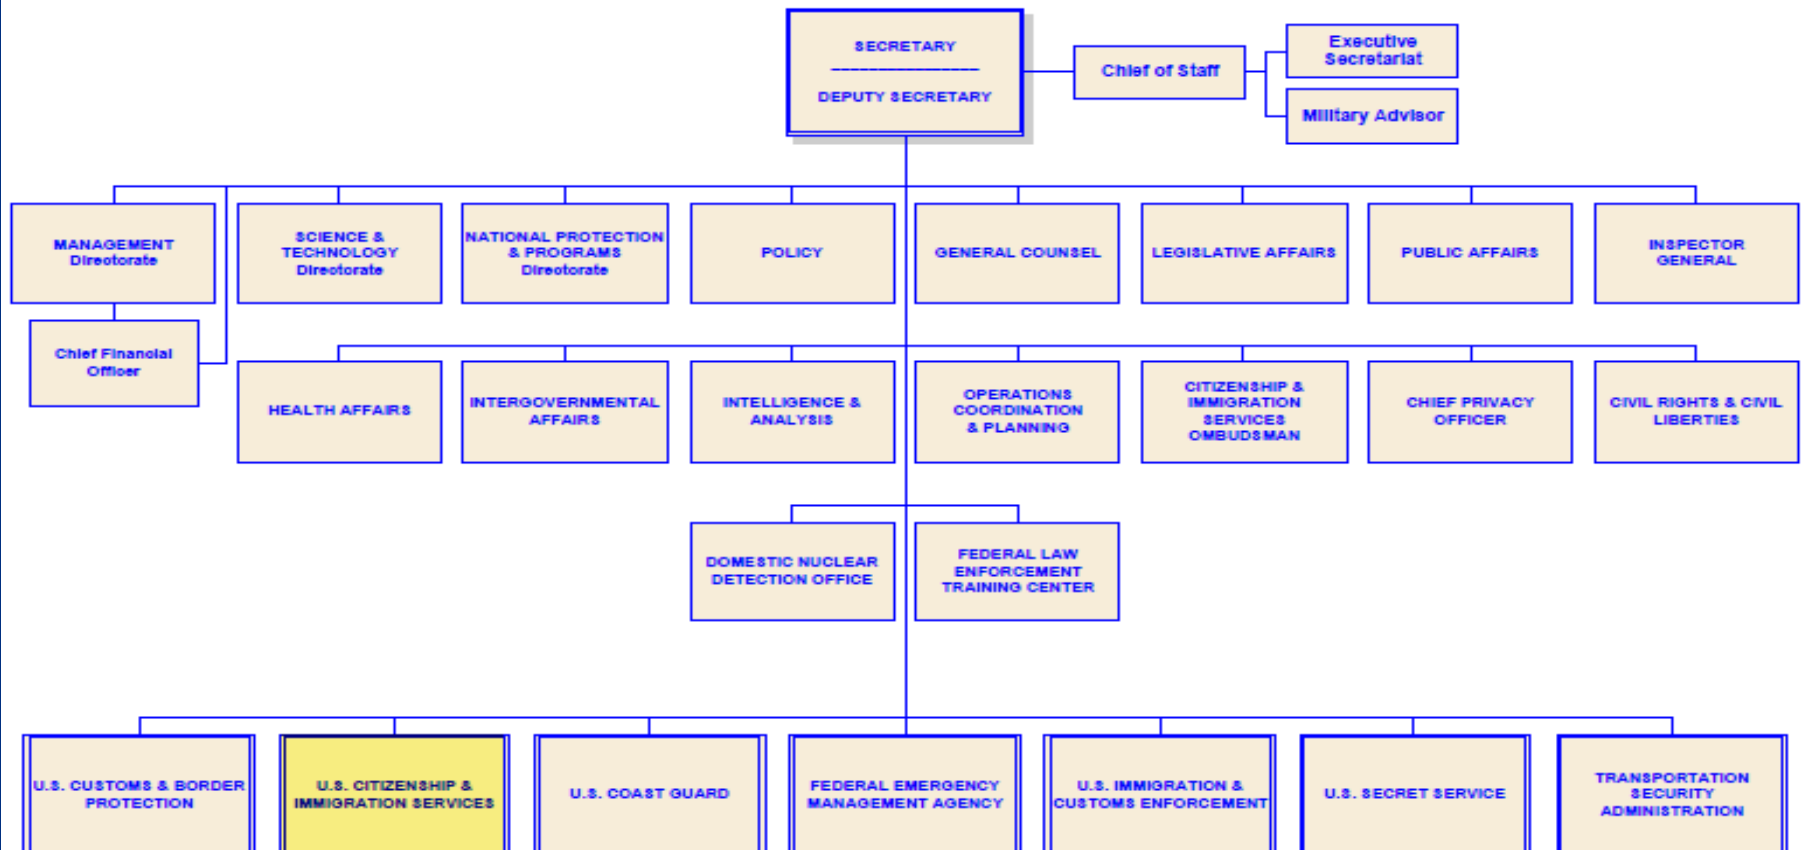 SECRETARY
DEPUTY SECRETARY
Chief of Staff
Executive
Secretariat
Military Advisor
MANAGEMENT
Directorate
SCIENCE &
TECHNOLOGY
Directorate
NATIONAL PROTECTION
& PROGRAMS
Directorate
POLICY
GENERAL COUNSEL
LEGISLATIVE AFFAIRS
PUBLIC AFFAIRS
INSPECTOR
GENERAL
Chief Financial
Officer
HEALTH AFFAIRS
INTERGOVERNMENTAL
AFFAIRS
INTELLIGENCE &
ANALYSIS
OPERATIONS
COORDINATION
& PLANNING
CITIZENSHIP &
IMMIGRATION
SERVICES
OMBUDSMAN
CHIEF PRIVACY
OFFICER
CIVIL RIGHTS & CIVIL
LIBERTIES
DOMESTIC NUCLEAR
DETECTION OFFICE
FEDERAL LAW
ENFORCEMENT
TRAINING CENTER
U.S. CUSTOMS & BORDER
PROTECTION
U.S. CITIZENSHIP &
IMMIGRATION SERVICES
U.S. COAST GUARD
FEDERAL EMERGENCY
MANAGEMENT AGENCY
U.S. IMMIGRATION &
CUSTOMS ENFORCEMENT
U.S. SECRET SERVICE
TRANSPORTATION
SECURITY
ADMINISTRATION